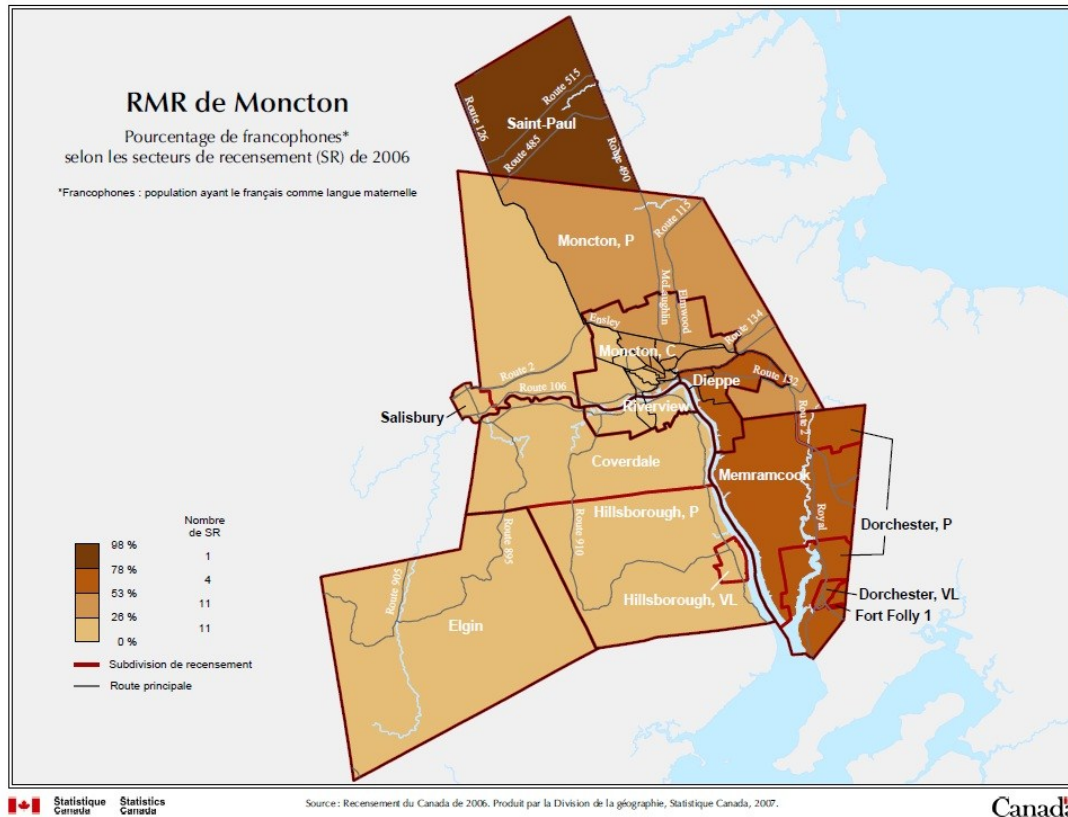 RMR de Moncton
Pourcentage de francophones*
selon les secteurs de recensement (SR) de 2006
*Francophones : population ayant le français comme langue maternelle
Route 126
Route 515
Saint-Paul
Route 485
Route 490
Moncton, P
Route 115
McLaughlin
Elmwood
Ensley
Route 134
Moncton, C
Route 2
Dieppe
Route 132
Route 106
Salisbury
Riverview
Route 2
Coverdale
Memramcook
Hillsborough, P
Royal
Route 895
Route 910
Dorchester, P
Route 905
Hillsborough, VL
Dorchester, VL
Fort Folly 1
Elgin
Nombre
de SR
98 %
1
78 %
4
53 %
11
26 %
11
0 %
Subdivision de recensement
Route principale
Statistique Canada
Statistics Canada
Source : Recensement du Canada de 2006. Produit par la Division de la géographie, Statistique Canada, 2007.
Canada